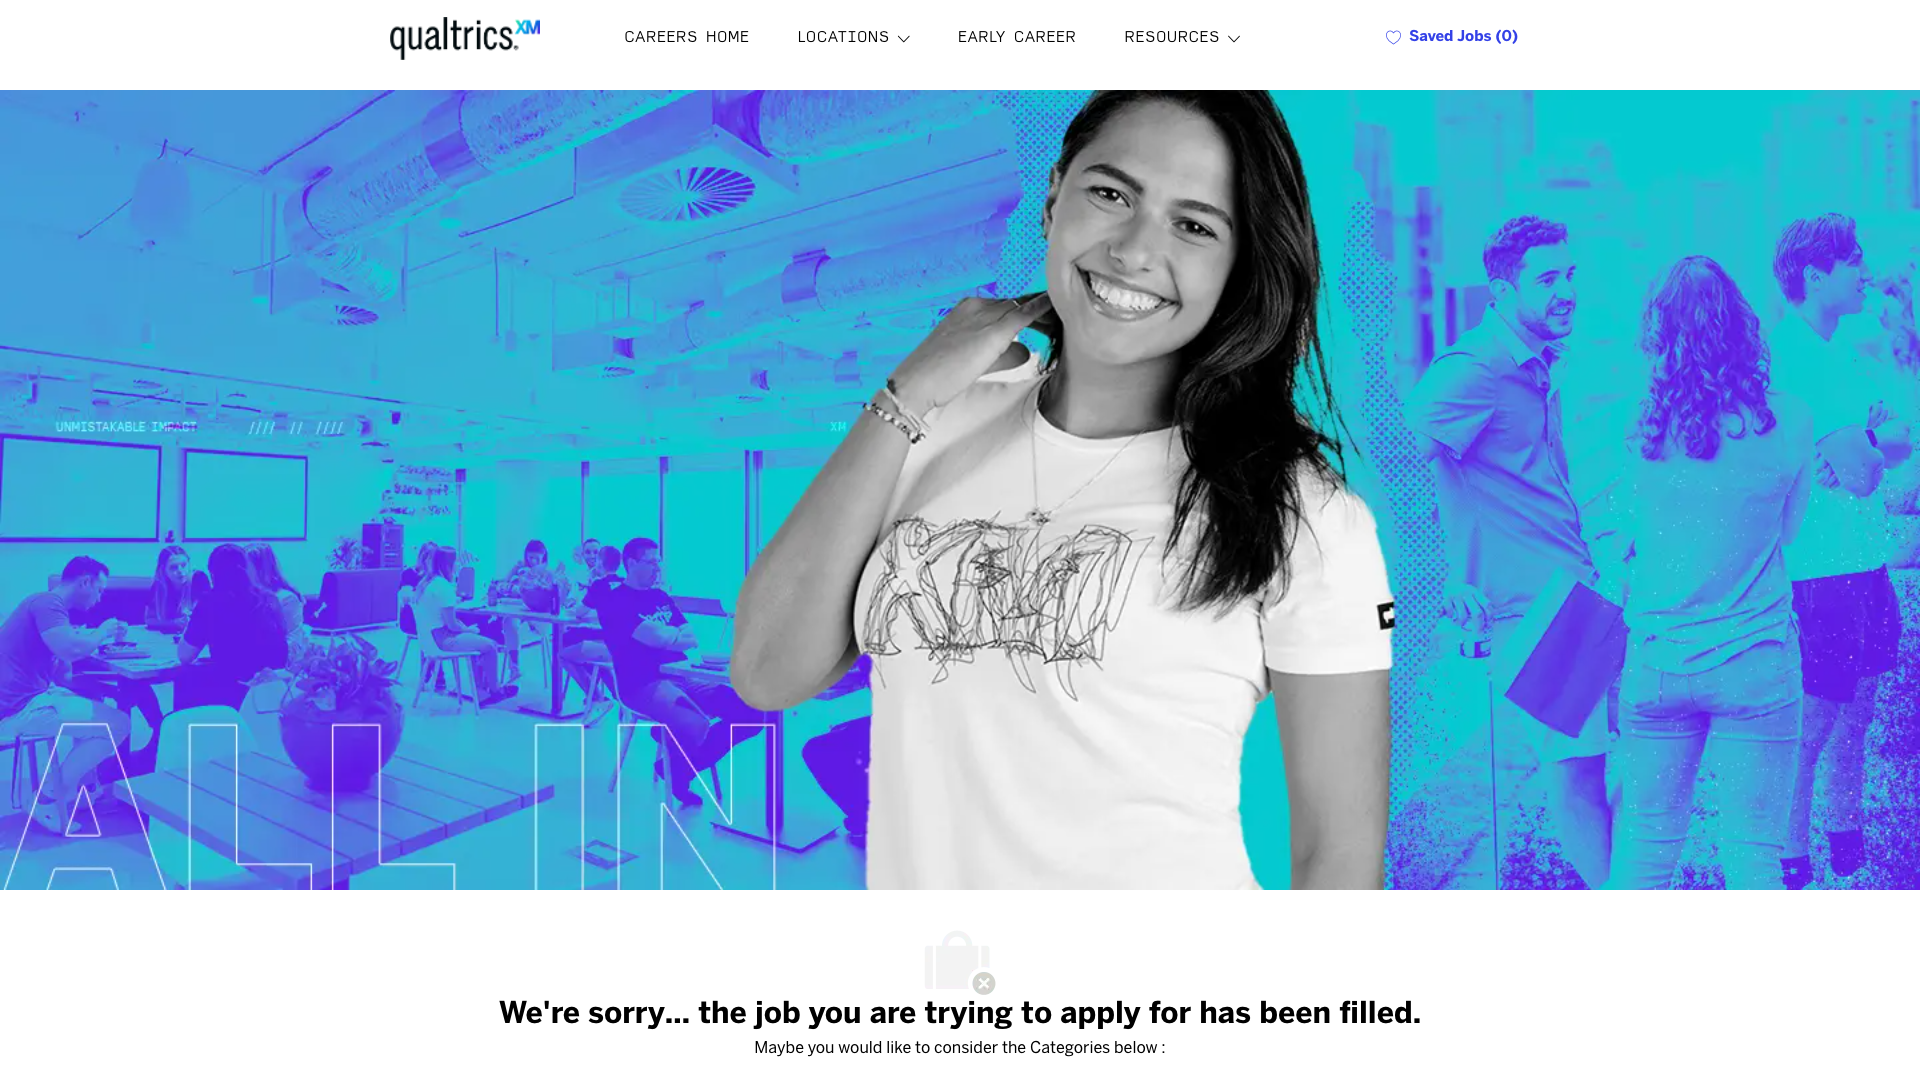 qualtrics.XM
CAREERS HOME
LOCATIONS
EARLY CAREER
RESOURCES
Saved Jobs (0)
UNMISTAKABLE IMPACT //// // ////
XM
XM
ALL IN
We're sorry... the job you are trying to apply for has been filled.
Maybe you would like to consider the Categories below :